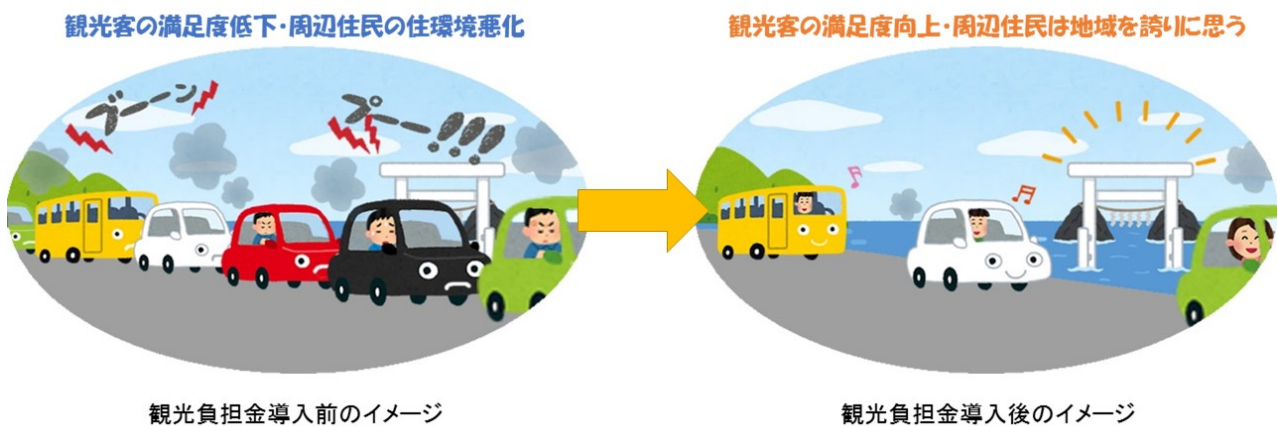 観光客の満足度低下・周辺住民の住環境悪化
観光客の満足度向上・周辺住民は地域を誇りに思う
ブーン
プー!!!
観光負担金導入前のイメージ
観光負担金導入後のイメージ